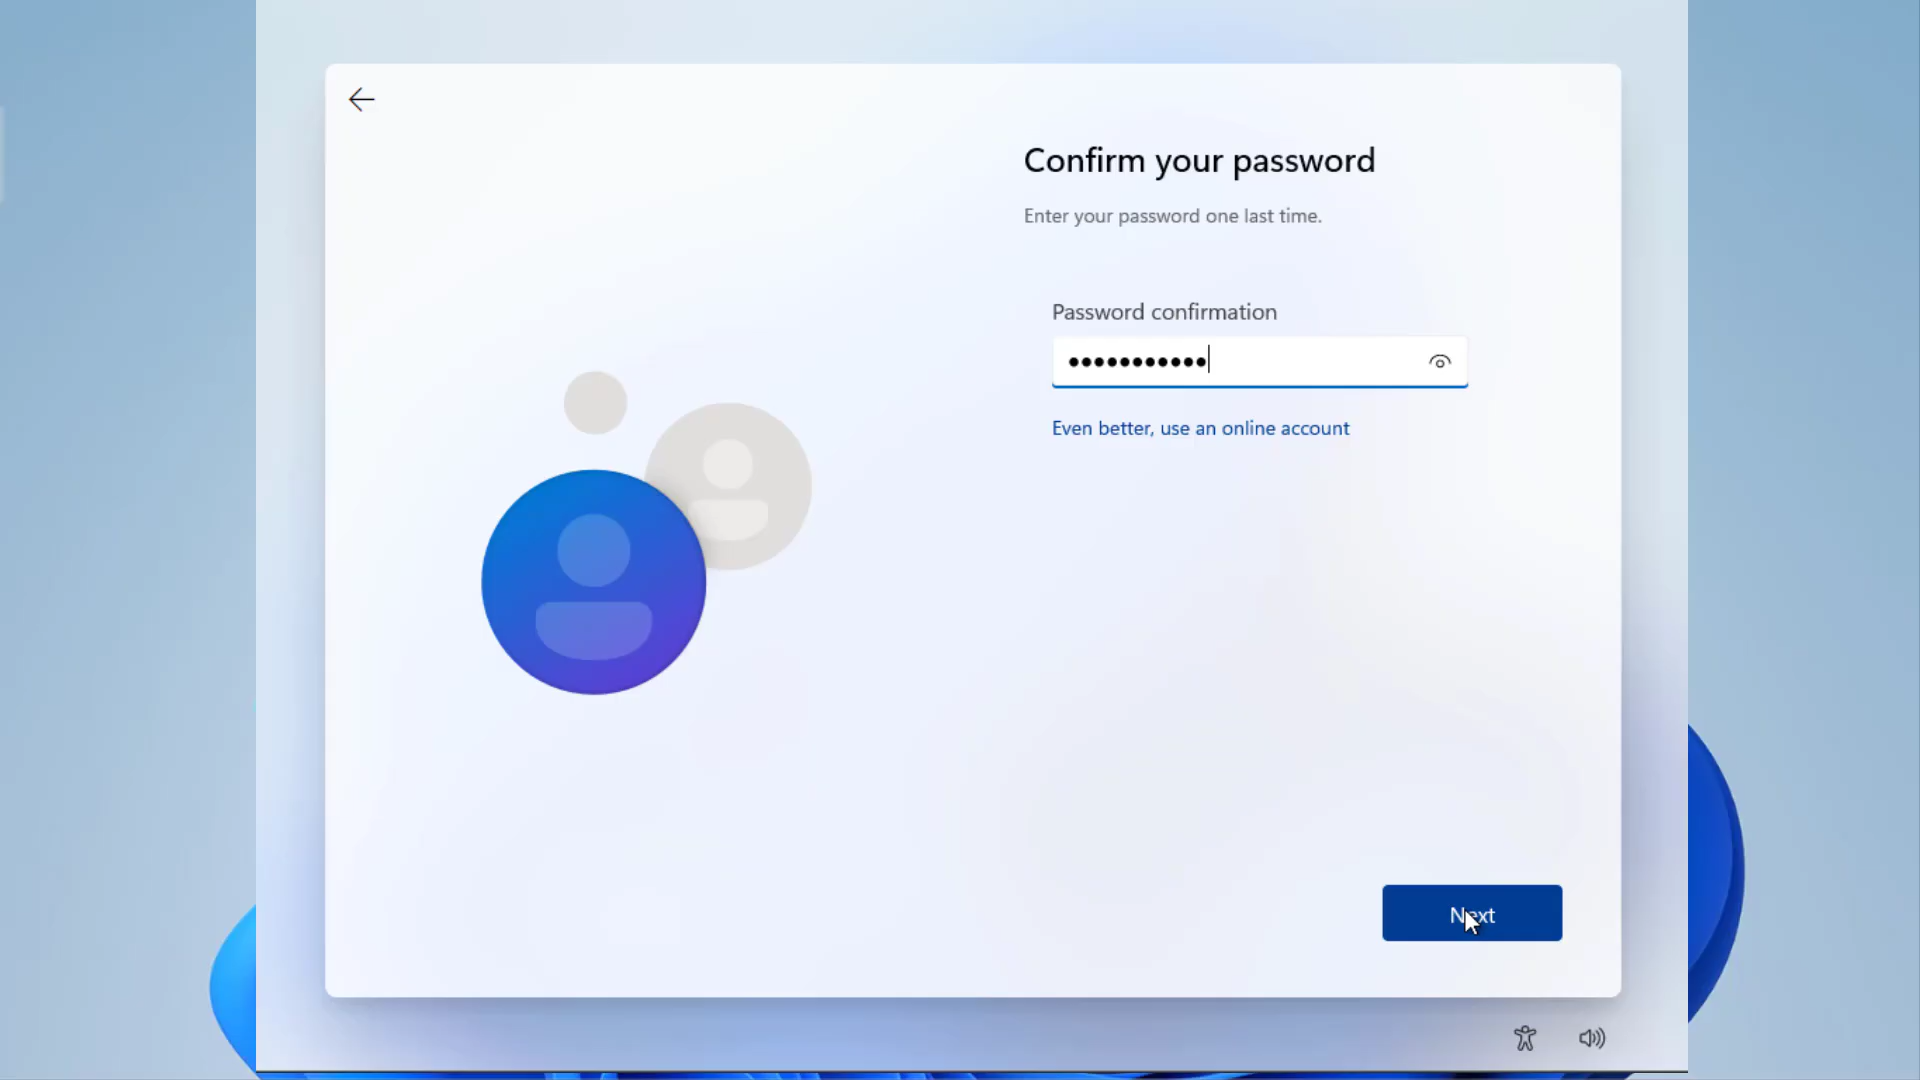 Confirm your password
Enter your password one last time.
Password confirmation
●●●●●●●●●●●
Even better, use an online account
Next